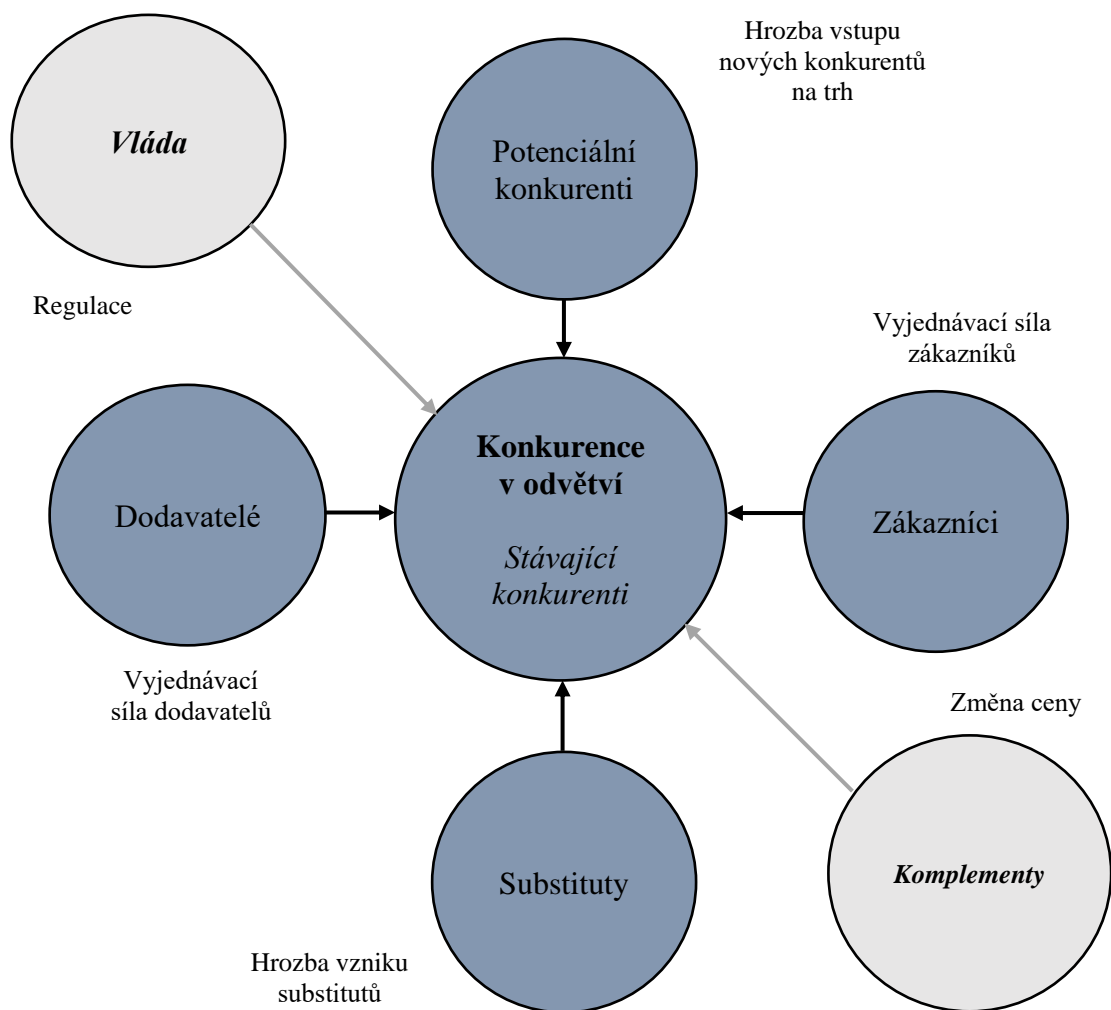 Hrozba vstupu
nových konkurentů
na trh
Vláda
Potenciální
konkurenti
Regulace
Vyjednávací síla
zákazníků
Konkurence
v odvětví
Stávající
konkurenti
Dodavatelé
Zákazníci
Vyjednávací
síla dodavatelů
Změna ceny
Substituty
Komplementy
Hrozba vzniku
substitutů